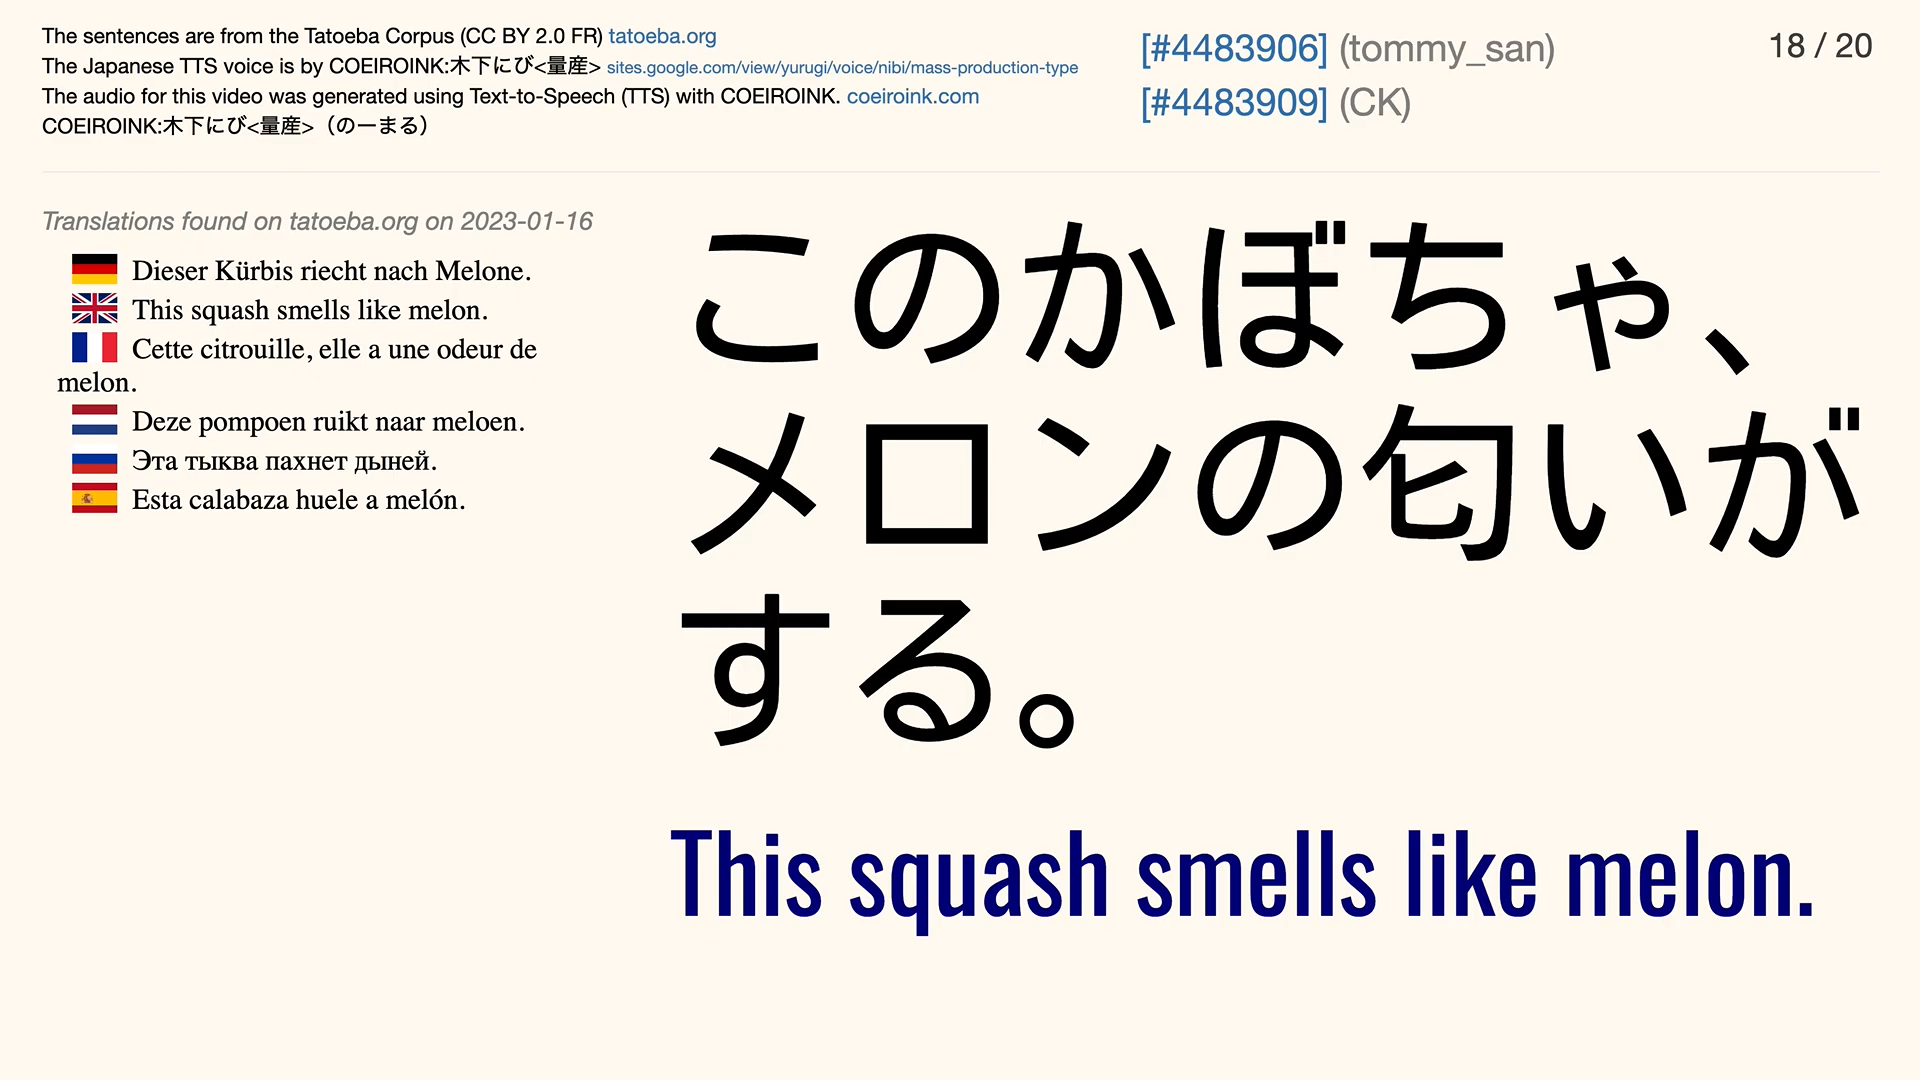 The sentences are from the Tatoeba Corpus (CC BY 2.0 FR) tatoeba.org
The Japanese TTS voice is by COEIROINK:木下にび<量産> sites.google.com/view/yurugi/voice/nibi/mass-production-type
The audio for this video was generated using Text-to-Speech (TTS) with COEIROINK. coeiroink.com
COEIROINK:木下にび<量産>（のーまる）
[#4483906] (tommy_san)
[#4483909] (CK)
18 / 20
Translations found on tatoeba.org on 2023-01-16
Dieser Kürbis riecht nach Melone.
This squash smells like melon.
Cette citrouille, elle a une odeur de
melon.
Deze pompoen ruikt naar meloen.
Эта тыква пахнет дыней.
Esta calabaza huele a melón.
このかぼちゃ、
メロンの匂いが
する。
This squash smells like melon.